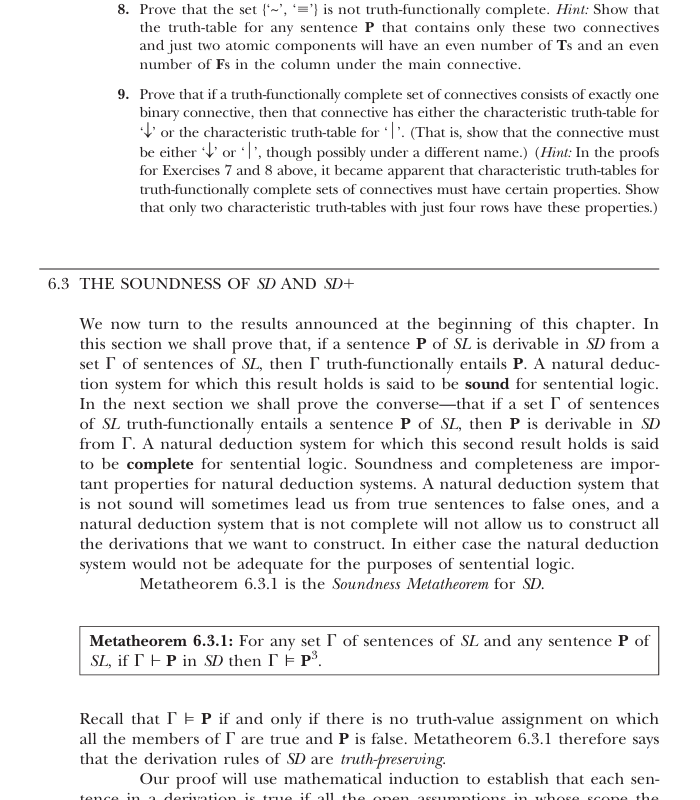 8. Prove that the set {‘~’, ‘≡’} is not truth-functionally complete. Hint: Show that
the truth-table for any sentence P that contains only these two connectives
and just two atomic components will have an even number of Ts and an even
number of Fs in the column under the main connective.
9. Prove that if a truth-functionally complete set of connectives consists of exactly one
binary connective, then that connective has either the characteristic truth-table for
‘↓’ or the characteristic truth-table for ‘|’. (That is, show that the connective must
be either ‘↓’ or ‘|’, though possibly under a different name.) (Hint: In the proofs
for Exercises 7 and 8 above, it became apparent that characteristic truth-tables for
truth-functionally complete sets of connectives must have certain properties. Show
that only two characteristic truth-tables with just four rows have these properties.)
6.3 THE SOUNDNESS OF SD AND SD+
We now turn to the results announced at the beginning of this chapter. In
this section we shall prove that, if a sentence P of SL is derivable in SD from a
set Γ of sentences of SL, then Γ truth-functionally entails P. A natural deduc-
tion system for which this result holds is said to be sound for sentential logic.
In the next section we shall prove the converse—that if a set Γ of sentences
of SL truth-functionally entails a sentence P of SL, then P is derivable in SD
from Γ. A natural deduction system for which this second result holds is said
to be complete for sentential logic. Soundness and completeness are impor-
tant properties for natural deduction systems. A natural deduction system that
is not sound will sometimes lead us from true sentences to false ones, and a
natural deduction system that is not complete will not allow us to construct all
the derivations that we want to construct. In either case the natural deduction
system would not be adequate for the purposes of sentential logic.
Metatheorem 6.3.1 is the Soundness Metatheorem for SD.
Metatheorem 6.3.1: For any set Γ of sentences of SL and any sentence P of
SL, if Γ ⊢ P in SD then Γ ⊨ P³.
Recall that Γ ⊨ P if and only if there is no truth-value assignment on which
all the members of Γ are true and P is false. Metatheorem 6.3.1 therefore says
that the derivation rules of SD are truth-preserving.
Our proof will use mathematical induction to establish that each sen-
tence in a derivation is true if all the open assumptions in whose scope the